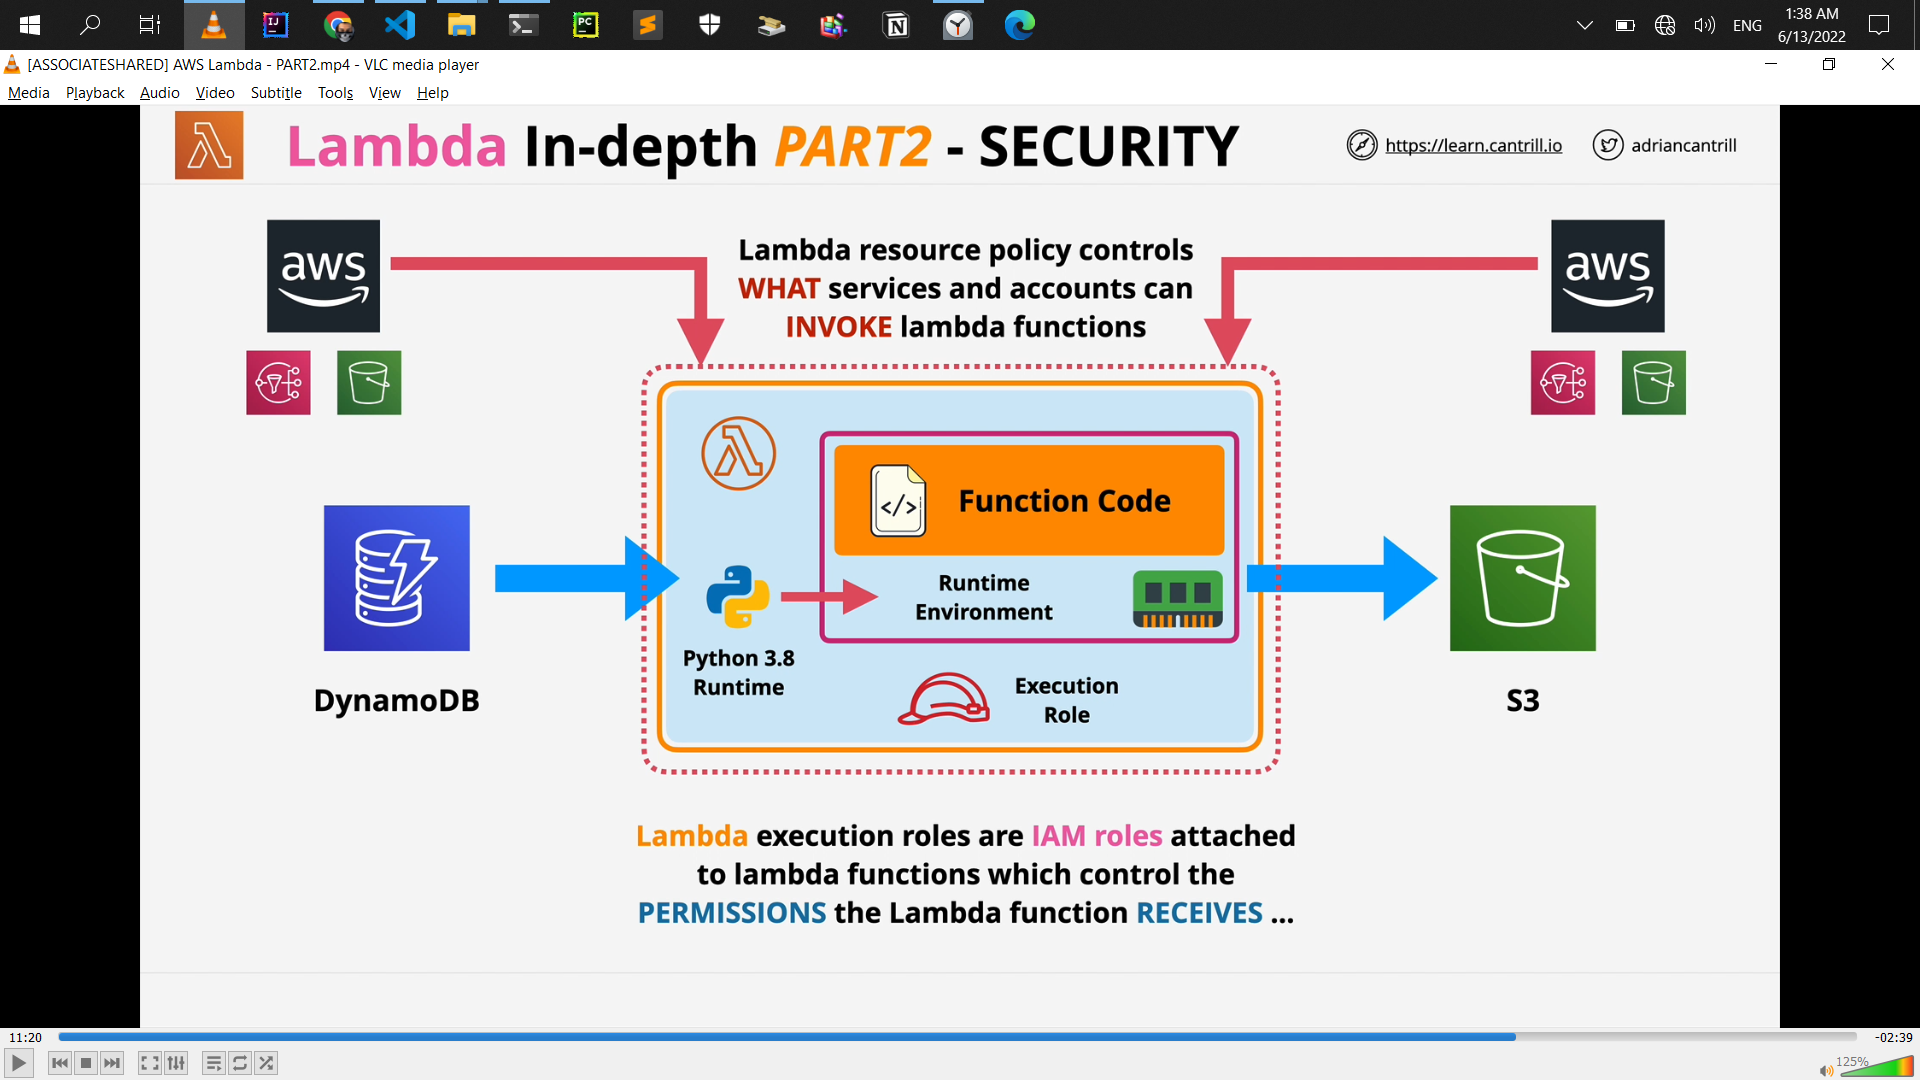 ENG
1:38 AM
6/13/2022
[ASSOCIATESHARED] AWS Lambda - PART2.mp4 - VLC media player
Media Playback Audio Video Subtitle Tools View Help
Lambda In-depth PART2 - SECURITY
https://learn.cantrill.io
adriancantrill
aws
Lambda resource policy controls
WHAT services and accounts can
INVOKE lambda functions
aws
</> Function Code
Runtime
Environment
Python 3.8
Runtime
Execution
Role
DynamoDB
S3
Lambda execution roles are IAM roles attached
to lambda functions which control the
PERMISSIONS the Lambda function RECEIVES ...
11:20
-02:39
125%